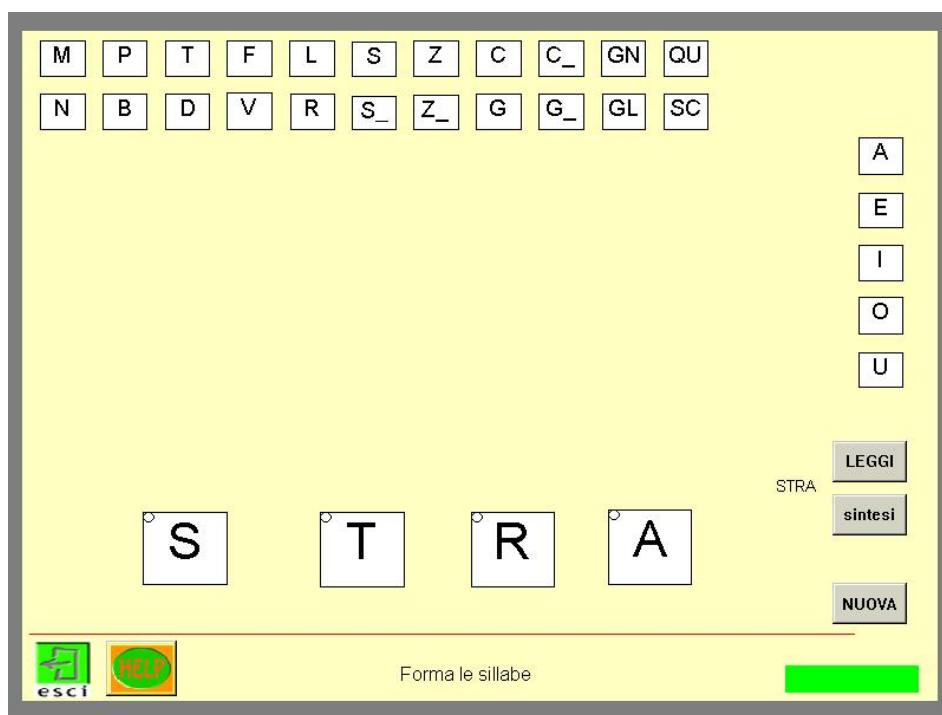 M P T F L S Z C C_ GN QU
N B D V R S_ Z_ G G_ GL SC
A
E
I
O
U
LEGGI
STRA
sintesi
S T R A
NUOVA
esci HELP Forma le sillabe